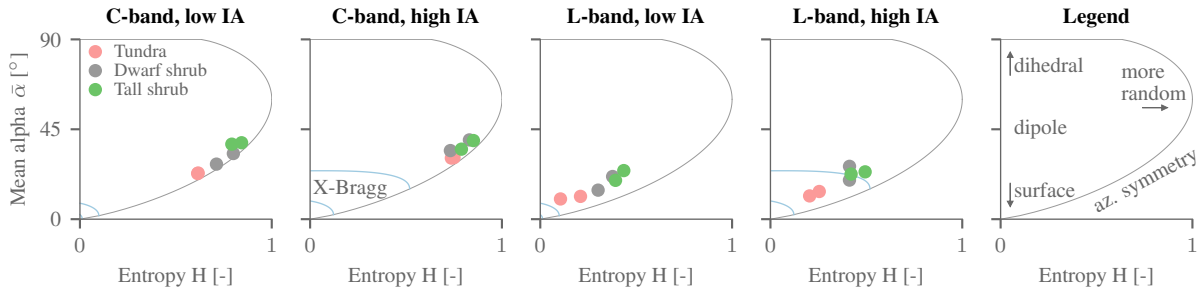 C-band, low IA
C-band, high IA
L-band, low IA
L-band, high IA
Legend
Mean alpha ᾱ [°]
90
45
0
Tundra
Dwarf shrub
Tall shrub
X-Bragg
dihedral
more
random
dipole
surface
az. symmetry
0 1
0 1
0 1
0 1
0 1
Entropy H [-]
Entropy H [-]
Entropy H [-]
Entropy H [-]
Entropy H [-]